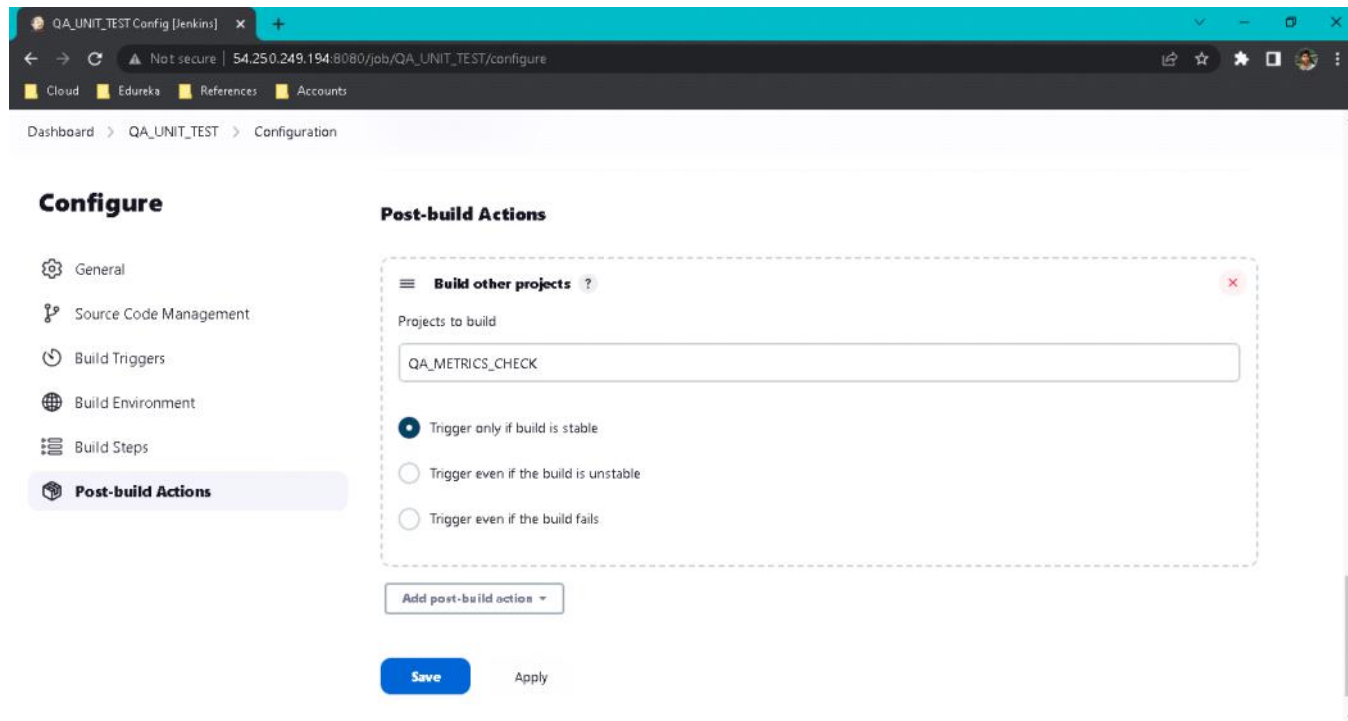 QA_UNIT_TEST Config [Jenkins]
Not secure | 54.250.249.194:8080/job/QA_UNIT_TEST/configure
Cloud Edureka References Accounts
Dashboard > QA_UNIT_TEST > Configuration
Configure
General
Source Code Management
Build Triggers
Build Environment
Build Steps
Post-build Actions
Post-build Actions
Build other projects ?
Projects to build
QA_METRICS_CHECK
Trigger only if build is stable
Trigger even if the build is unstable
Trigger even if the build fails
Add post-build action
Save Apply